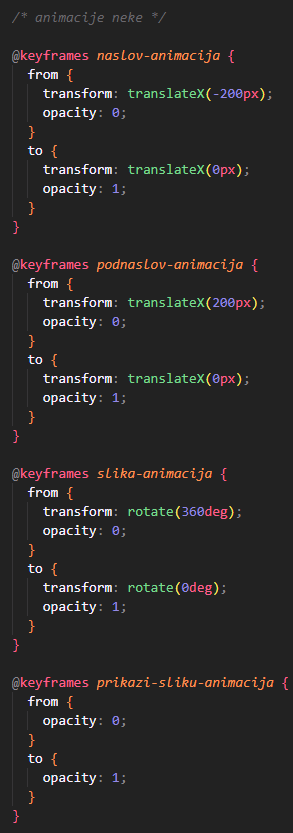 /* animacije neke */
@keyframes naslov-animacija {
from {
transform: translateX(-200px);
opacity: 0;
}
to {
transform: translateX(0px);
opacity: 1;
}
}
@keyframes podnaslov-animacija {
from {
transform: translateX(200px);
opacity: 0;
}
to {
transform: translateX(0px);
opacity: 1;
}
}
@keyframes slika-animacija {
from {
transform: rotate(360deg);
opacity: 0;
}
to {
transform: rotate(0deg);
opacity: 1;
}
}
@keyframes prikazi-sliku-animacija {
from {
opacity: 0;
}
to {
opacity: 1;
}
}